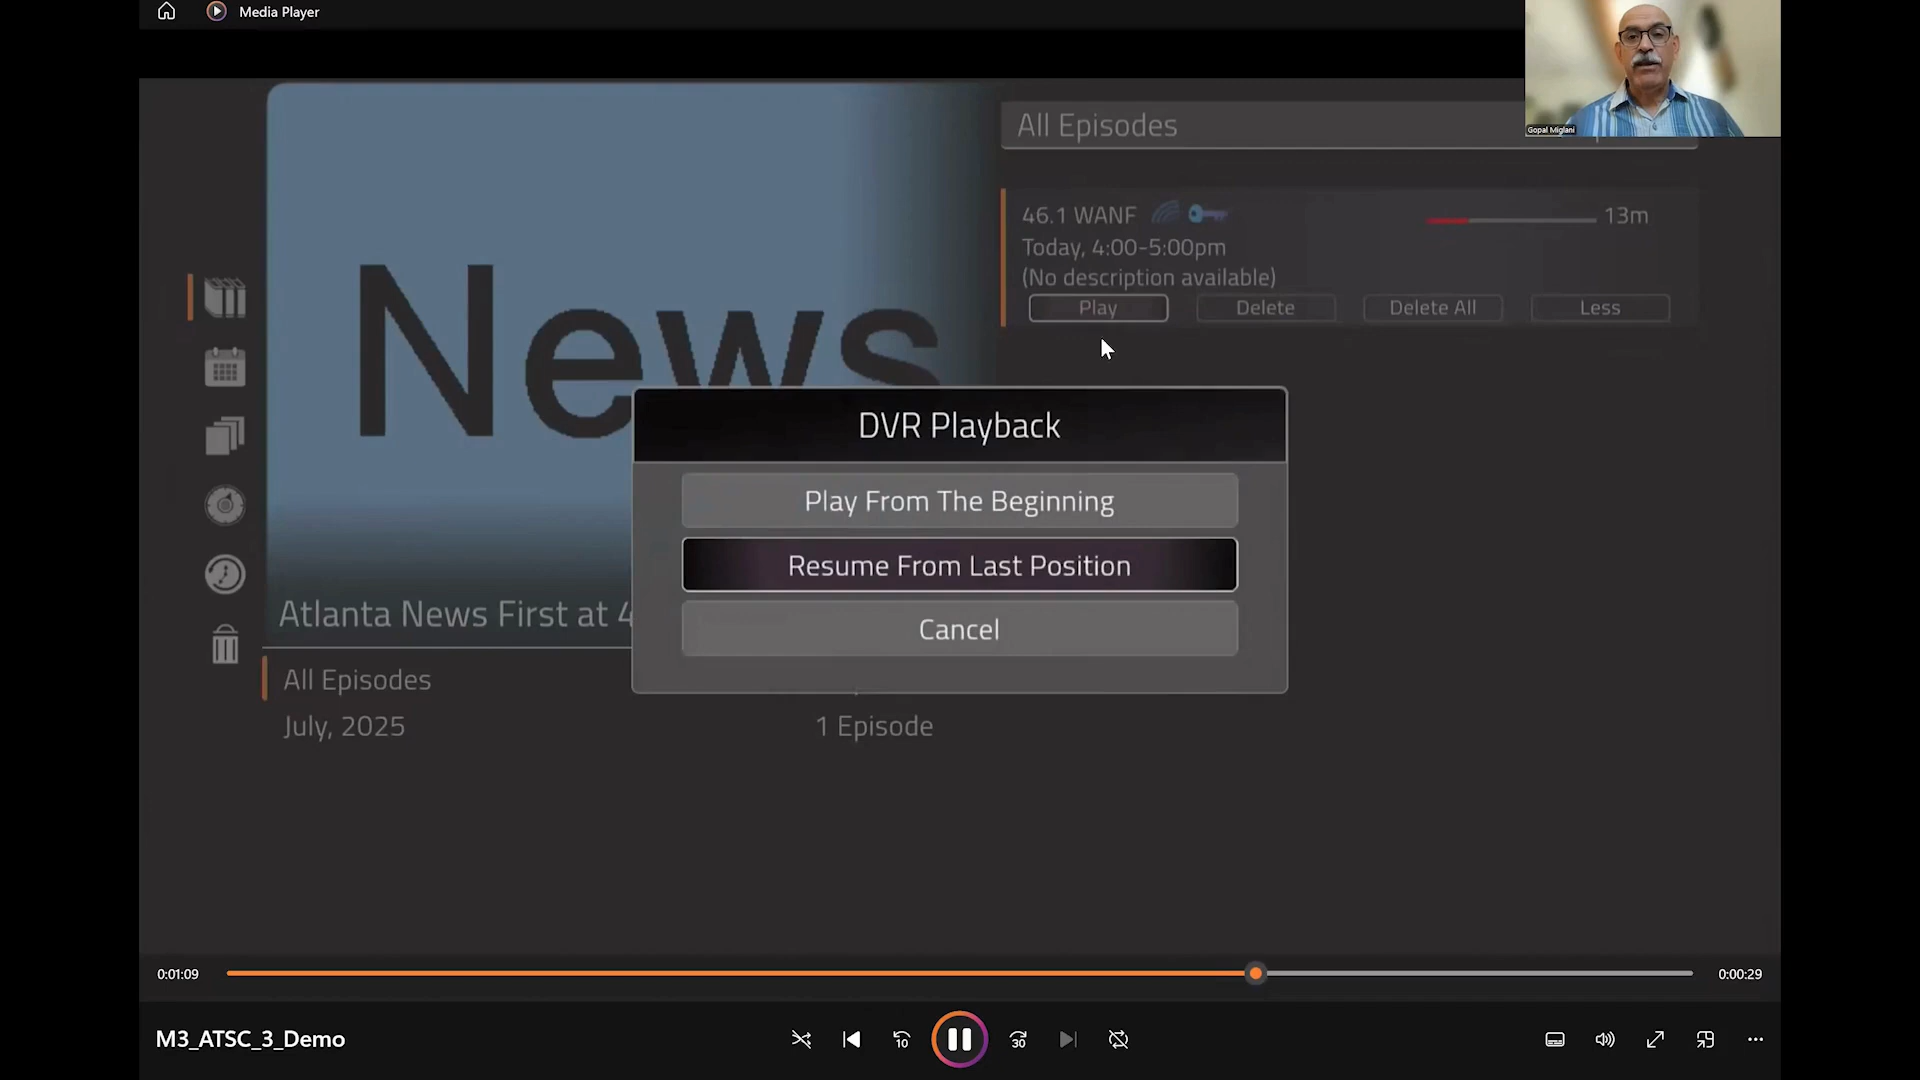 Media Player
Gopal Miglani
All Episodes
46.1 WANF
13m
Today, 4:00-5:00pm
(No description available)
Play
Delete
Delete All
Less
News
DVR Playback
Play From The Beginning
Resume From Last Position
Cancel
Atlanta News First at 4
All Episodes
July, 2025
1 Episode
0:01:09
0:00:29
M3_ATSC_3_Demo
10
30